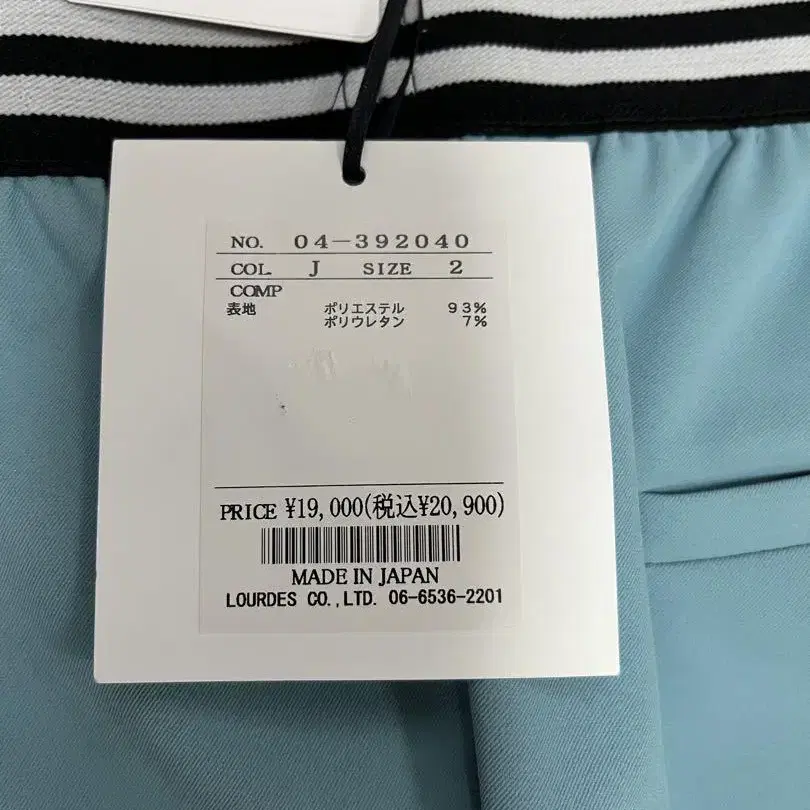 NO. 04-392040
COL. J SIZE 2
COMP
表地 ポリエステル 93%
ポリウレタン 7%
PRICE ¥19,000(税込¥20,900)
MADE IN JAPAN
LOURDES CO.,LTD. 06-6536-2201